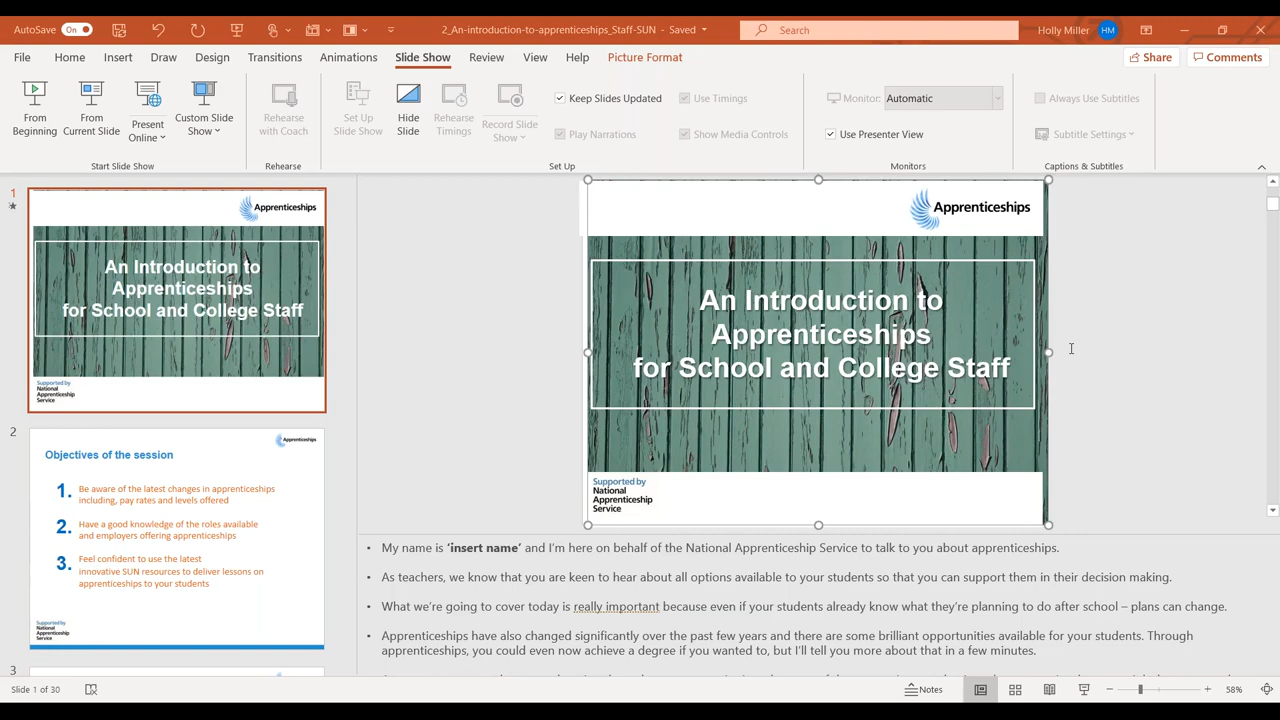 AutoSave On 2_An-introduction-to-apprenticeships_Staff-SUN - Saved Search Holly Miller HM
File Home Insert Draw Design Transitions Animations Slide Show Review View Help Picture Format Share Comments
From Beginning
From Current Slide
Present Online
Custom Slide Show
Start Slide Show
Rehearse with Coach
Rehearse
Set Up Slide Show
Hide Slide
Rehearse Timings
Record Slide Show
Keep Slides Updated
Play Narrations
Use Timings
Show Media Controls
Set Up
Monitor: Automatic
Use Presenter View
Monitors
Always Use Subtitles
Subtitle Settings
Captions & Subtitles
1
Apprenticeships
An Introduction to
Apprenticeships
for School and College Staff
Supported by
National
Apprenticeship
Service
2
Apprenticeships
Objectives of the session
1. Be aware of the latest changes in apprenticeships
including, pay rates and levels offered
2. Have a good knowledge of the roles available
and employers offering apprenticeships
3. Feel confident to use the latest
innovative SUN resources to deliver lessons on
apprenticeships to your students
Supported by
National
Apprenticeship
Service
3
Apprenticeships
An Introduction to
Apprenticeships
for School and College Staff
Supported by
National
Apprenticeship
Service
• My name is ‘insert name’ and I’m here on behalf of the National Apprenticeship Service to talk to you about apprenticeships.
• As teachers, we know that you are keen to hear about all options available to your students so that you can support them in their decision making.
• What we’re going to cover today is really important because even if your students already know what they’re planning to do after school – plans can change.
• Apprenticeships have also changed significantly over the past few years and there are some brilliant opportunities available for your students. Through
apprenticeships, you could even now achieve a degree if you wanted to, but I’ll tell you more about that in a few minutes.
Slide 1 of 30 Notes 58%